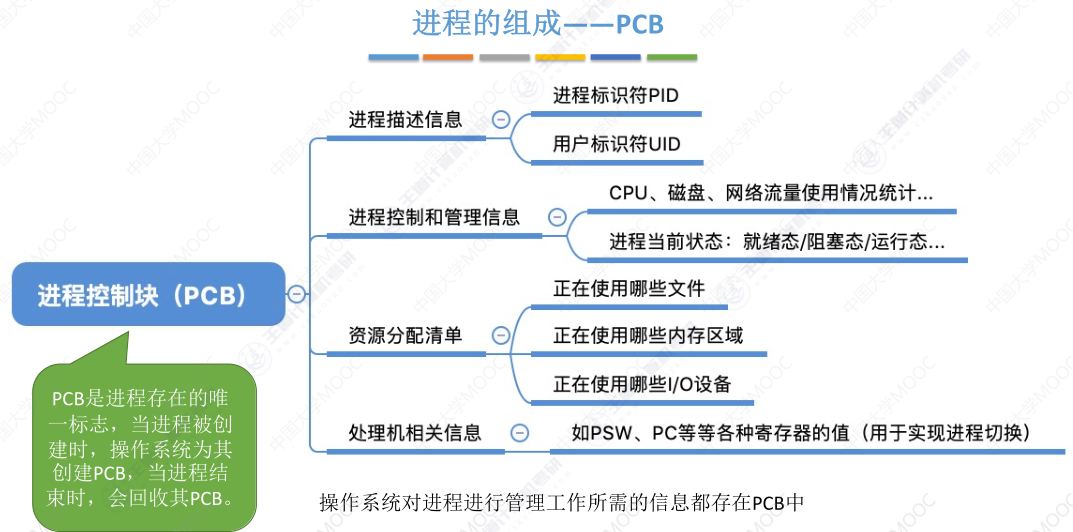 进程的组成——PCB
进程控制块（PCB）
进程描述信息
进程标识符PID
用户标识符UID
进程控制和管理信息
CPU、磁盘、网络流量使用情况统计...
进程当前状态：就绪态/阻塞态/运行态...
资源分配清单
正在使用哪些文件
正在使用哪些内存区域
正在使用哪些I/O设备
处理机相关信息
如PSW、PC等等各种寄存器的值（用于实现进程切换）
PCB是进程存在的唯
一标志，当进程被创
建时，操作系统为其
创建PCB，当进程结
束时，会回收其PCB。
操作系统对进程进行管理工作所需的信息都存在PCB中
中国大学MOOC
王道计算机考研